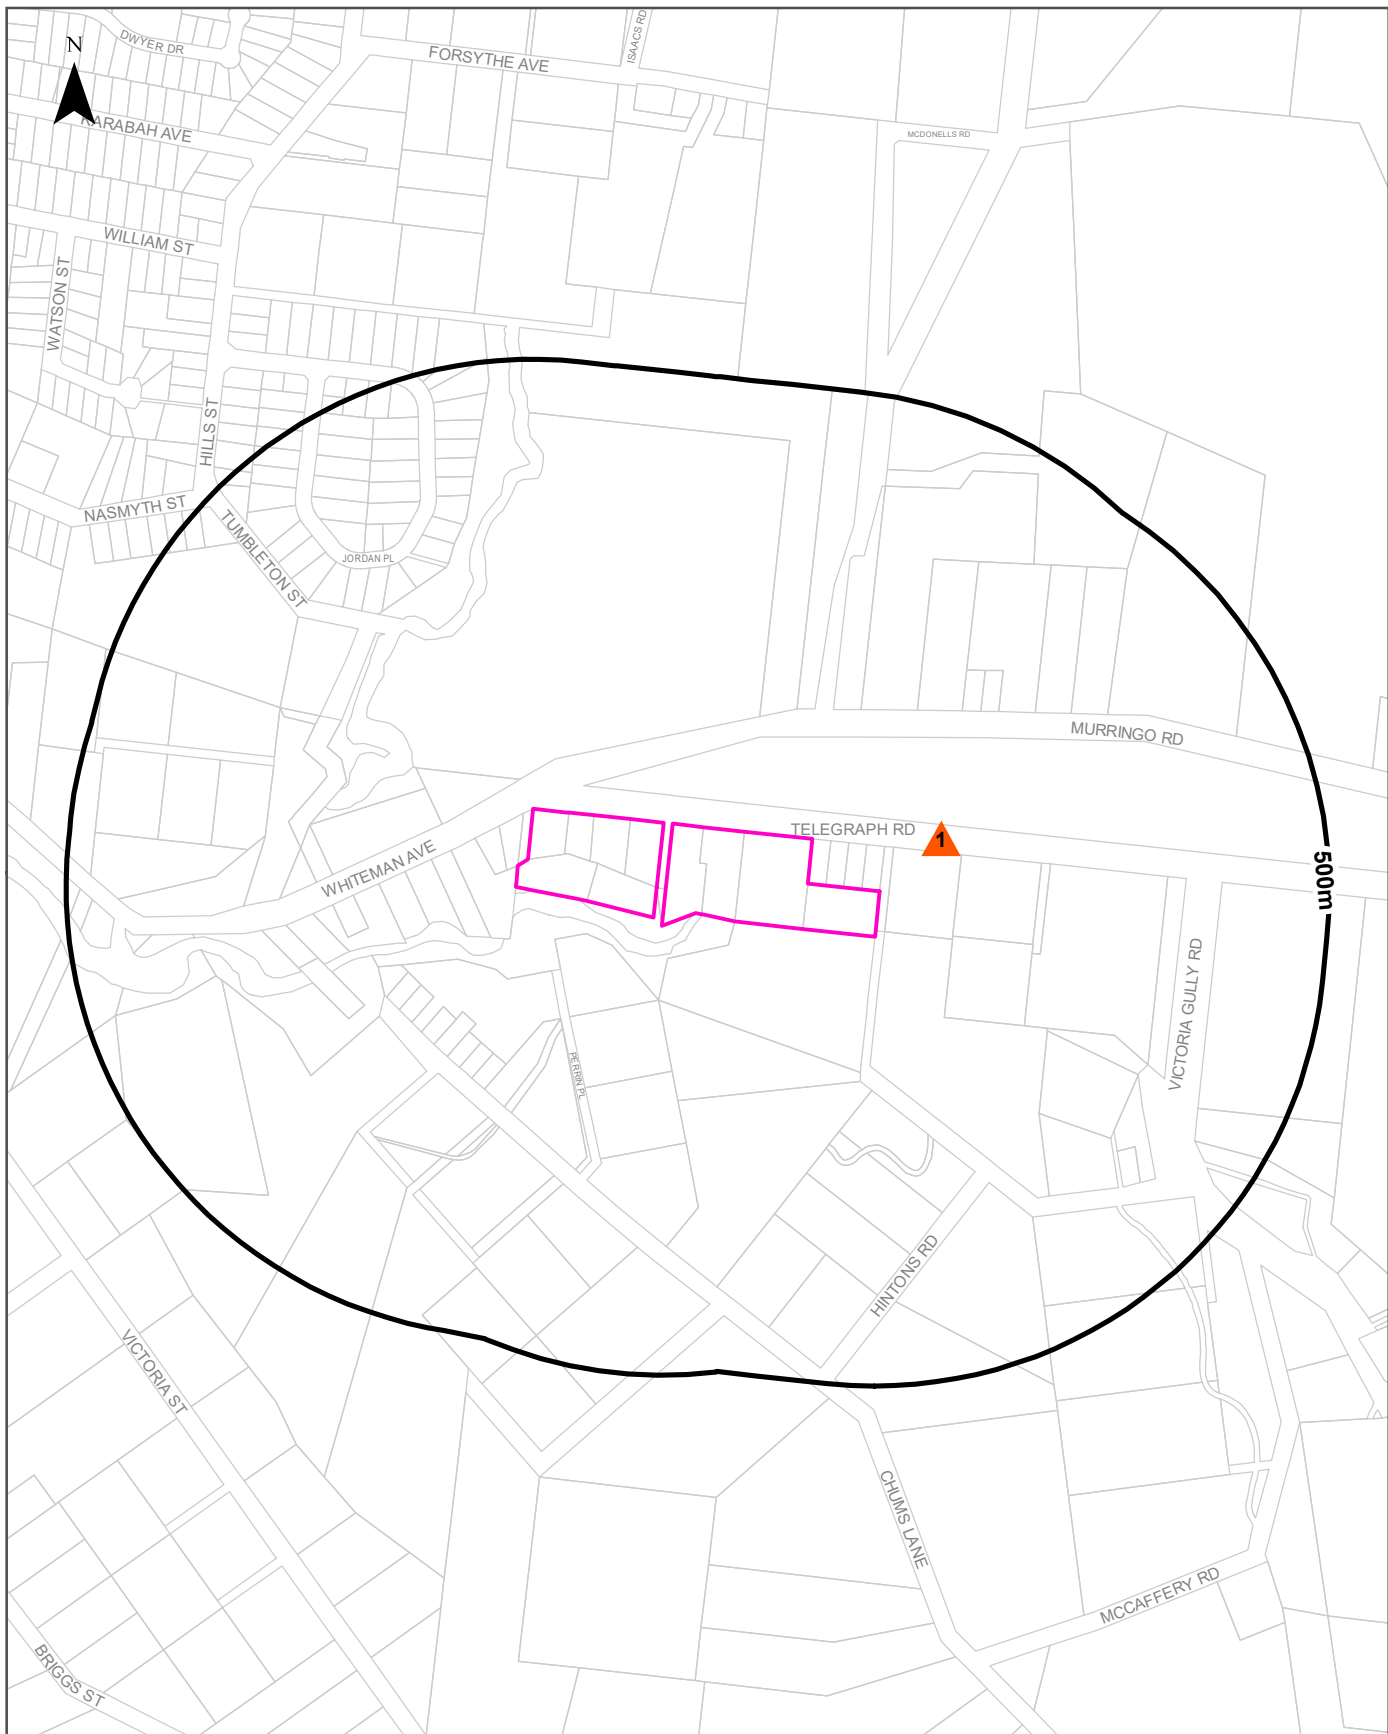 DWYER DR
N
FORSYTHE AVE
ISAACS RD
KARABAH AVE
MCDONELLS RD
WILLIAM ST
WATSON ST
HILLS ST
NASMYTH ST
TUMBLETON ST
JORDAN PL
MURRINGO RD
TELEGRAPH RD
1
WHITEMAN AVE
500m
VICTORIA GULLY RD
PERRIN PL
HINTONS RD
VICTORIA ST
CHUMS LANE
MCCAFFERY RD
BRIGGS ST